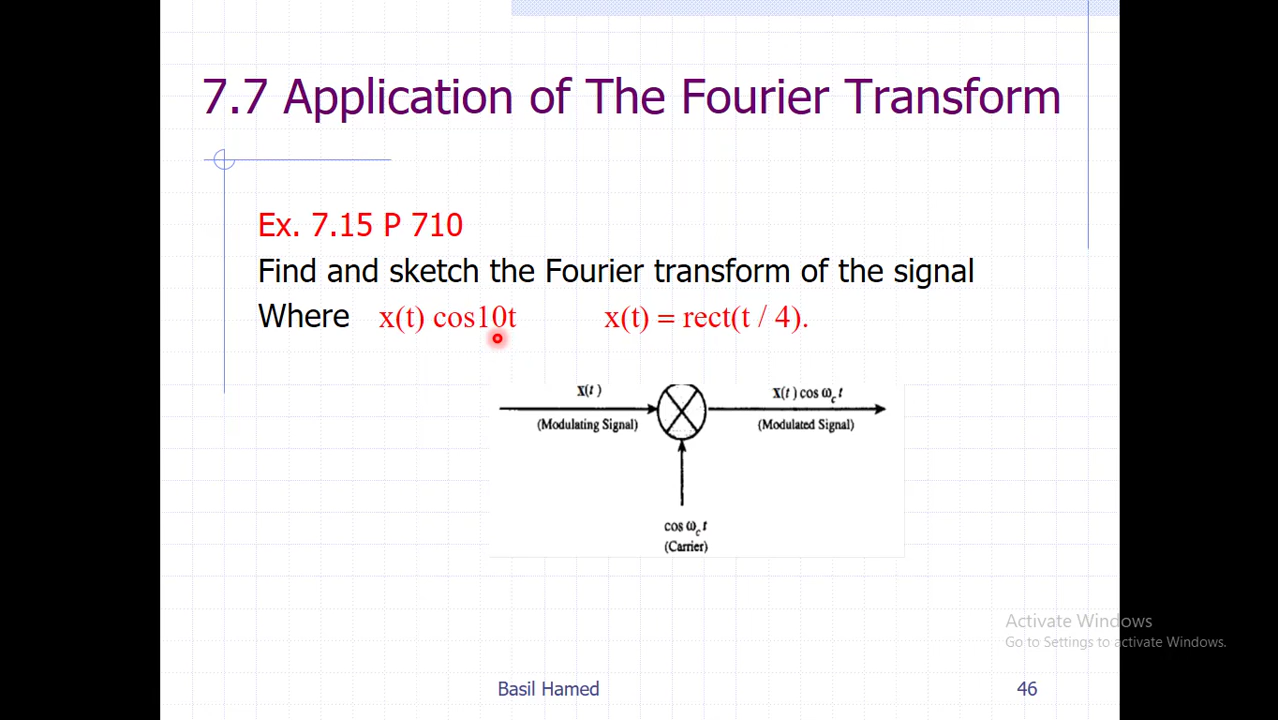 7.7 Application of The Fourier Transform
Ex. 7.15 P 710
Find and sketch the Fourier transform of the signal
Where x(t) cos10t x(t) = rect(t / 4).
X(t) X(t) cos ω_c t
(Modulating Signal) (Modulated Signal)
cos ω_c t
(Carrier)
Activate Windows
Go to Settings to activate Windows.
Basil Hamed 46